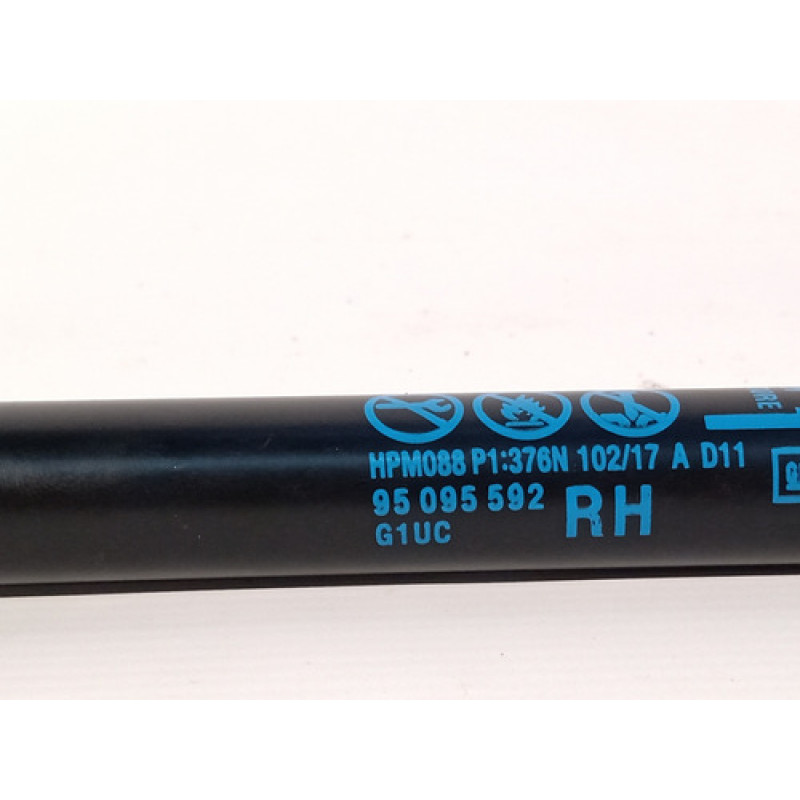 HPM088 P1:376N 102/17 A D11
95 095 592 RH
G1UC